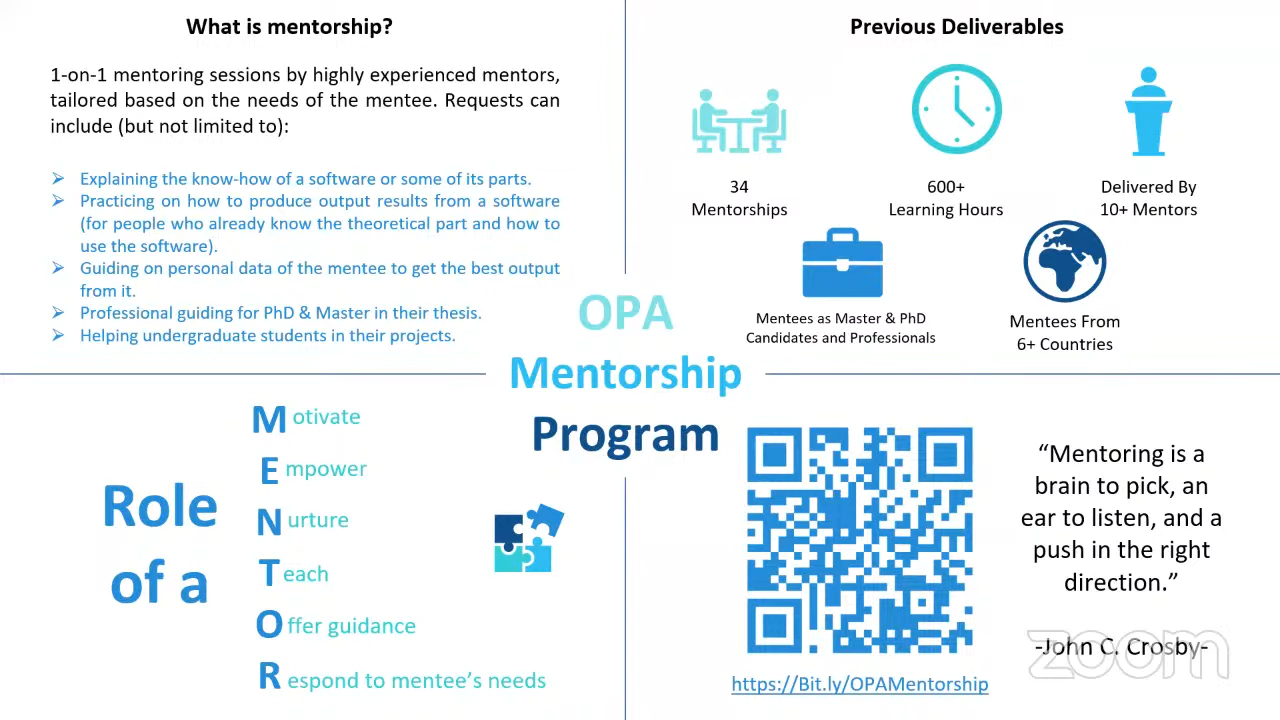 What is mentorship?
1-on-1 mentoring sessions by highly experienced mentors,
tailored based on the needs of the mentee. Requests can
include (but not limited to):
Explaining the know-how of a software or some of its parts.
Practicing on how to produce output results from a software
(for people who already know the theoretical part and how to
use the software).
Guiding on personal data of the mentee to get the best output
from it.
Professional guiding for PhD & Master in their thesis.
Helping undergraduate students in their projects.
Previous Deliverables
34
Mentorships
600+
Learning Hours
Delivered By
10+ Mentors
Mentees as Master & PhD
Candidates and Professionals
Mentees From
6+ Countries
OPA
Mentorship
Program
Role
of a
Motivate
Empower
Nurture
Teach
Offer guidance
Respond to mentee’s needs
https://Bit.ly/OPAMentorship
“Mentoring is a
brain to pick, an
ear to listen, and a
push in the right
direction.”
-John C. Crosby-
zoom